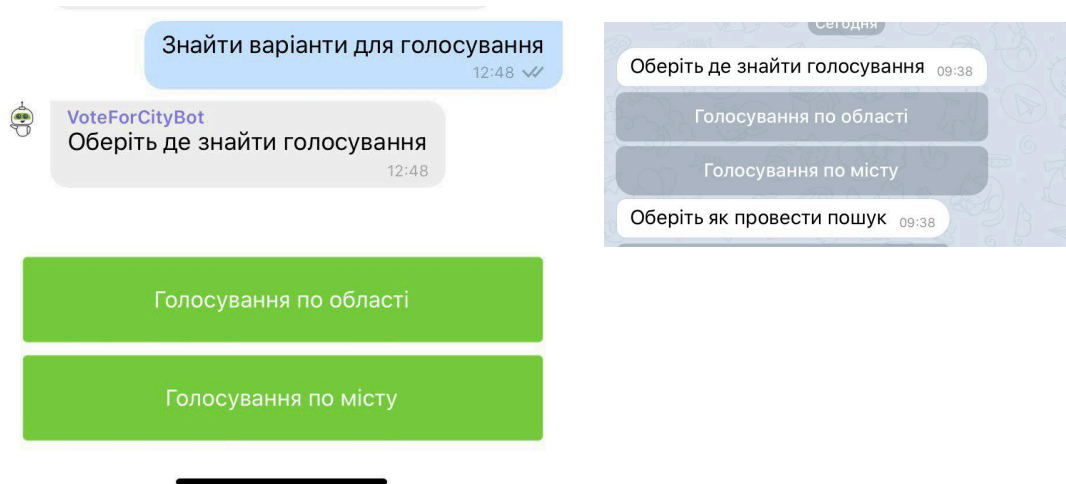 Знайти варіанти для голосування
12:48
VoteForCityBot
Оберіть де знайти голосування
12:48
Голосування по області
Голосування по місту
Сегодня
Оберіть де знайти голосування 09:38
Голосування по області
Голосування по місту
Оберіть як провести пошук 09:38